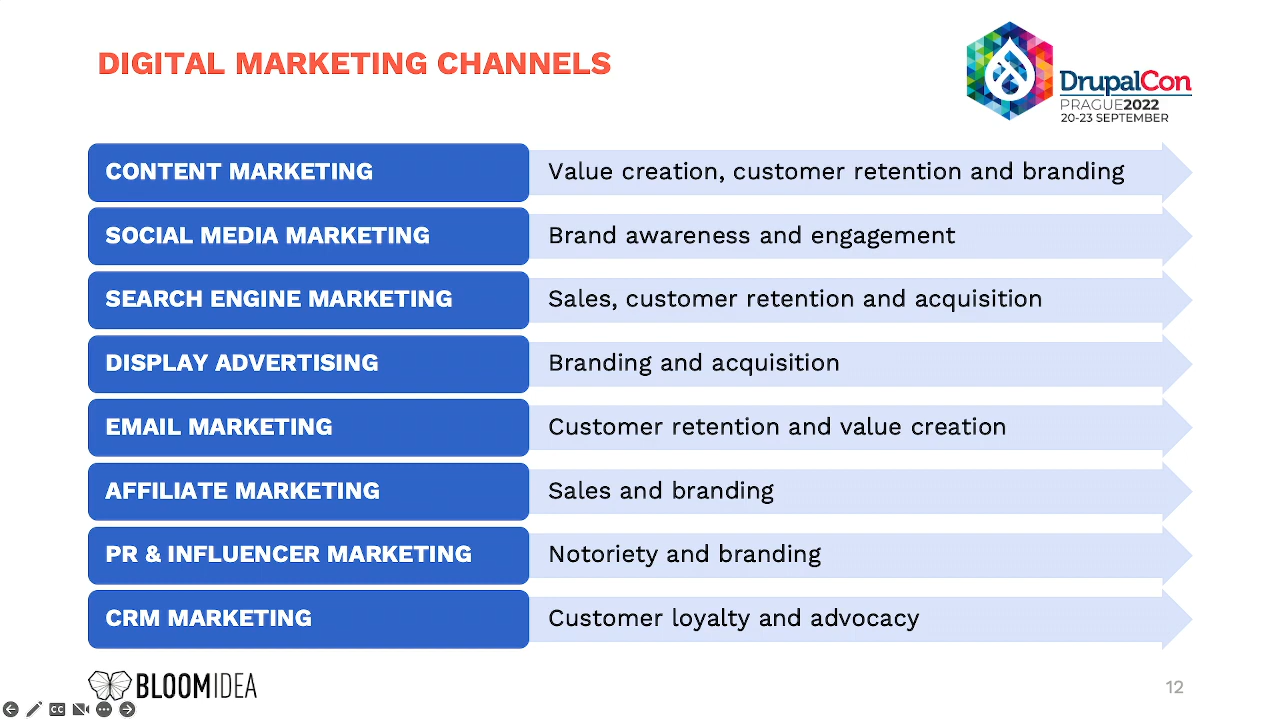 DIGITAL MARKETING CHANNELS
DrupalCon
PRAGUE2022
20-23 SEPTEMBER
CONTENT MARKETING
Value creation, customer retention and branding
SOCIAL MEDIA MARKETING
Brand awareness and engagement
SEARCH ENGINE MARKETING
Sales, customer retention and acquisition
DISPLAY ADVERTISING
Branding and acquisition
EMAIL MARKETING
Customer retention and value creation
AFFILIATE MARKETING
Sales and branding
PR & INFLUENCER MARKETING
Notoriety and branding
CRM MARKETING
Customer loyalty and advocacy
BLOOMIDEA
12
CC